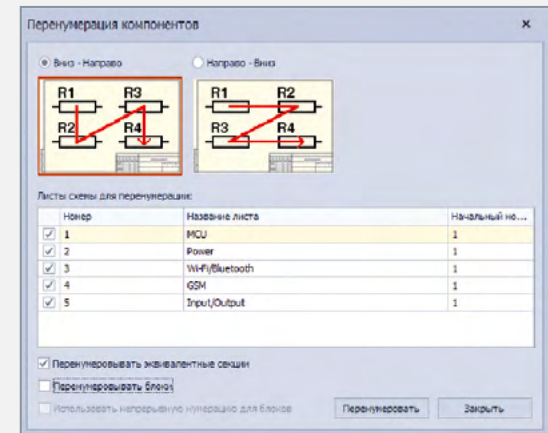 Перенумерация компонентов
Вниз - Направо Направо - Вниз
R1 R3 R1 R2
R2 R4 R3 R4
Листы схемы для перенумерации:
Номер Название листа Начальный но...
1 MCU 1
2 Power 1
3 Wi-Fi/Bluetooth 1
4 GSM 1
5 Input/Output 1
Перенумеровывать эквивалентные секции
Перенумеровывать блоки
Использовать непрерывную нумерацию для блоков Перенумеровать Закрыть